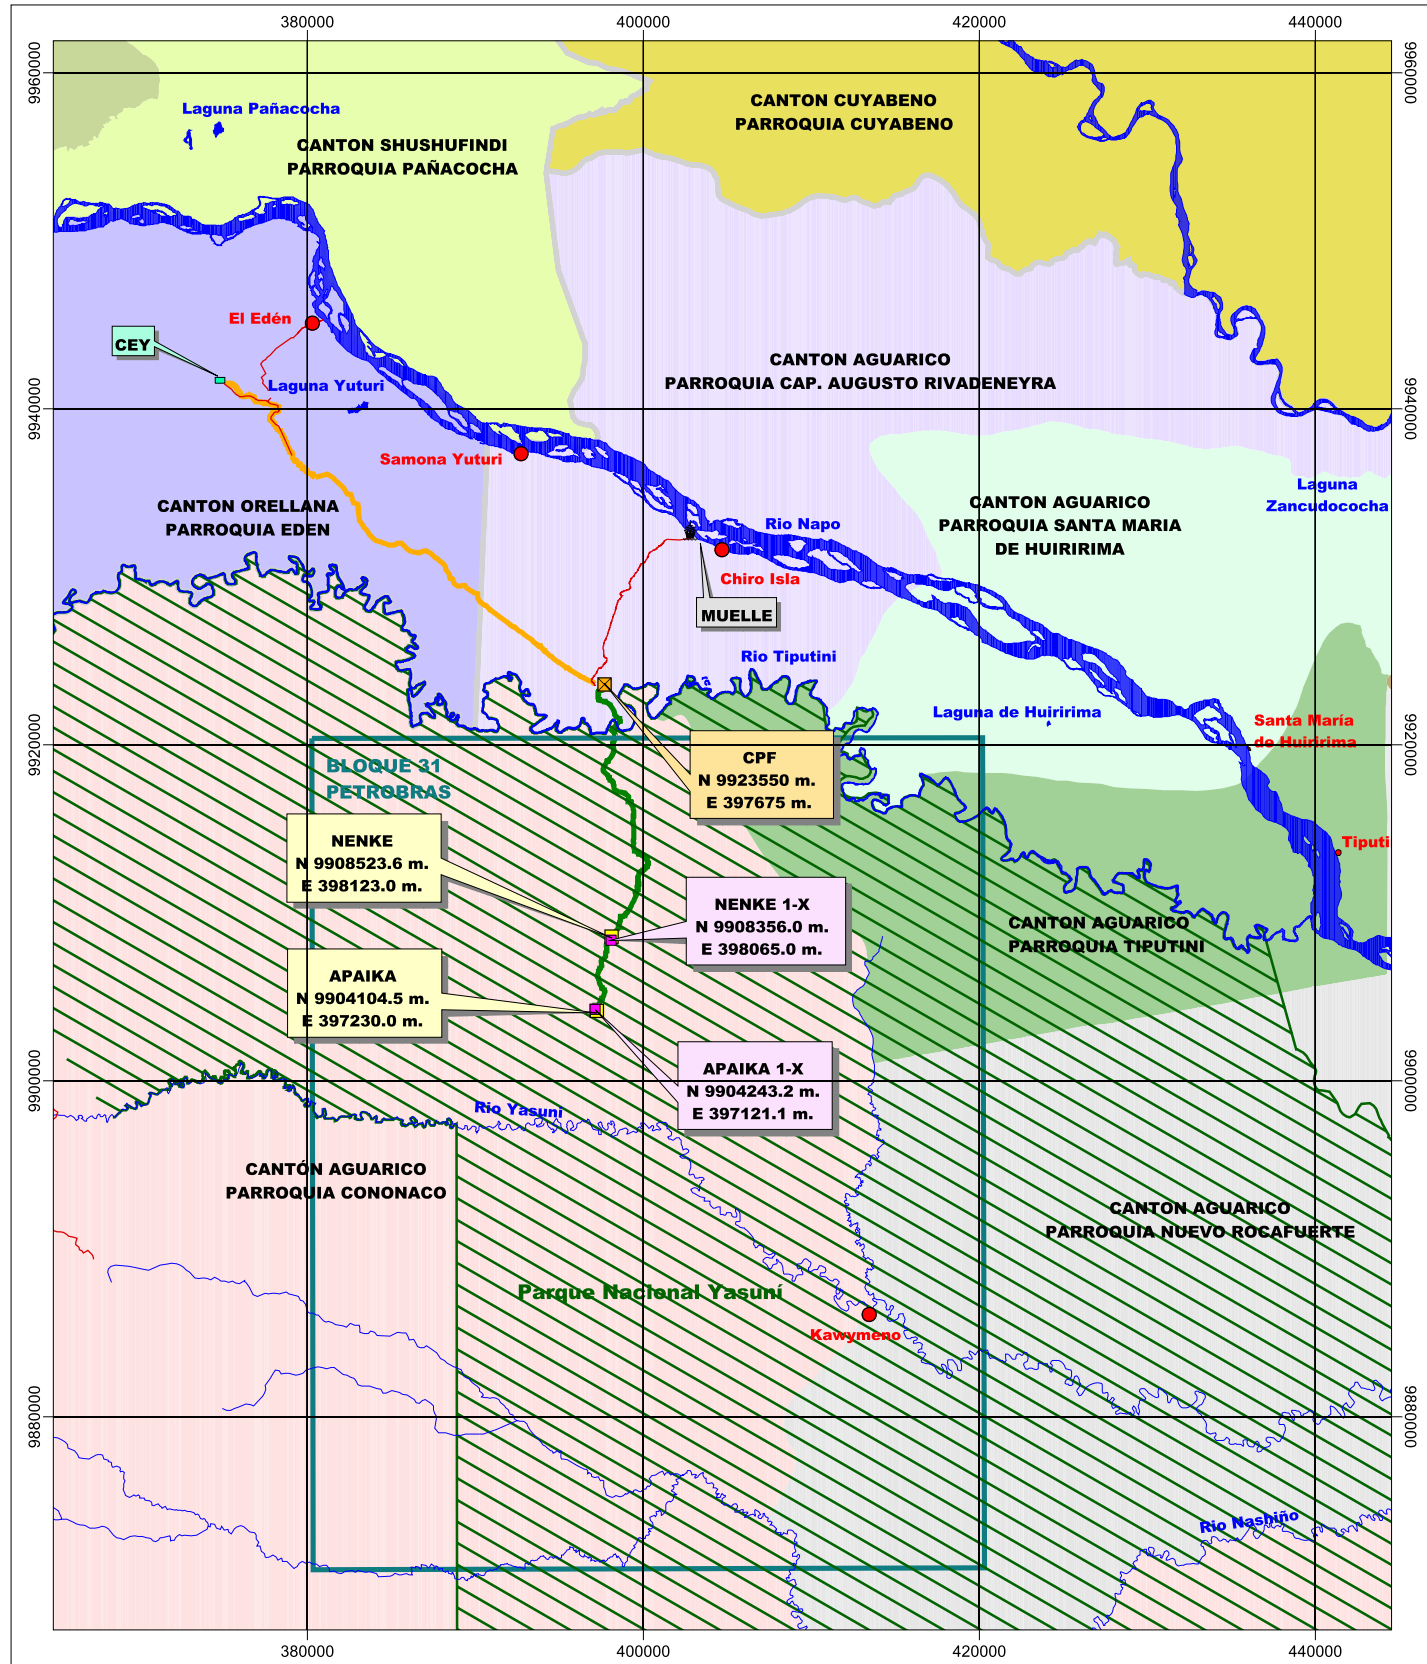 380000
400000
420000
440000
9960000
9960000
Laguna Pañacocha
CANTON SHUSHUFINDI
PARROQUIA PAÑACOCHA
CANTON CUYABENO
PARROQUIA CUYABENO
El Edén
CEY
Laguna Yuturi
CANTON AGUARICO
PARROQUIA CAP. AUGUSTO RIVADENEYRA
9940000
9940000
Samona Yuturi
CANTON ORELLANA
PARROQUIA EDEN
Laguna
Zancudococha
CANTON AGUARICO
PARROQUIA SANTA MARIA
DE HUIRIRIMA
Rio Napo
Chiro Isla
MUELLE
Rio Tiputini
Laguna de Huiririma
Santa María
de Huiririma
9920000
9920000
BLOQUE 31
PETROBRAS
CPF
N 9923550 m.
E 397675 m.
NENKE
N 9908523.6 m.
E 398123.0 m.
Tiputi
NENKE 1-X
N 9908356.0 m.
E 398065.0 m.
CANTON AGUARICO
PARROQUIA TIPUTINI
APAIKA
N 9904104.5 m.
E 397230.0 m.
APAIKA 1-X
N 9904243.2 m.
E 397121.1 m.
9900000
9900000
Rio Yasuni
CANTÓN AGUARICO
PARROQUIA CONONACO
CANTON AGUARICO
PARROQUIA NUEVO ROCAFUERTE
Parque Nacional Yasuní
Kawymeno
9880000
9880000
Rio Nashiño
380000
400000
420000
440000